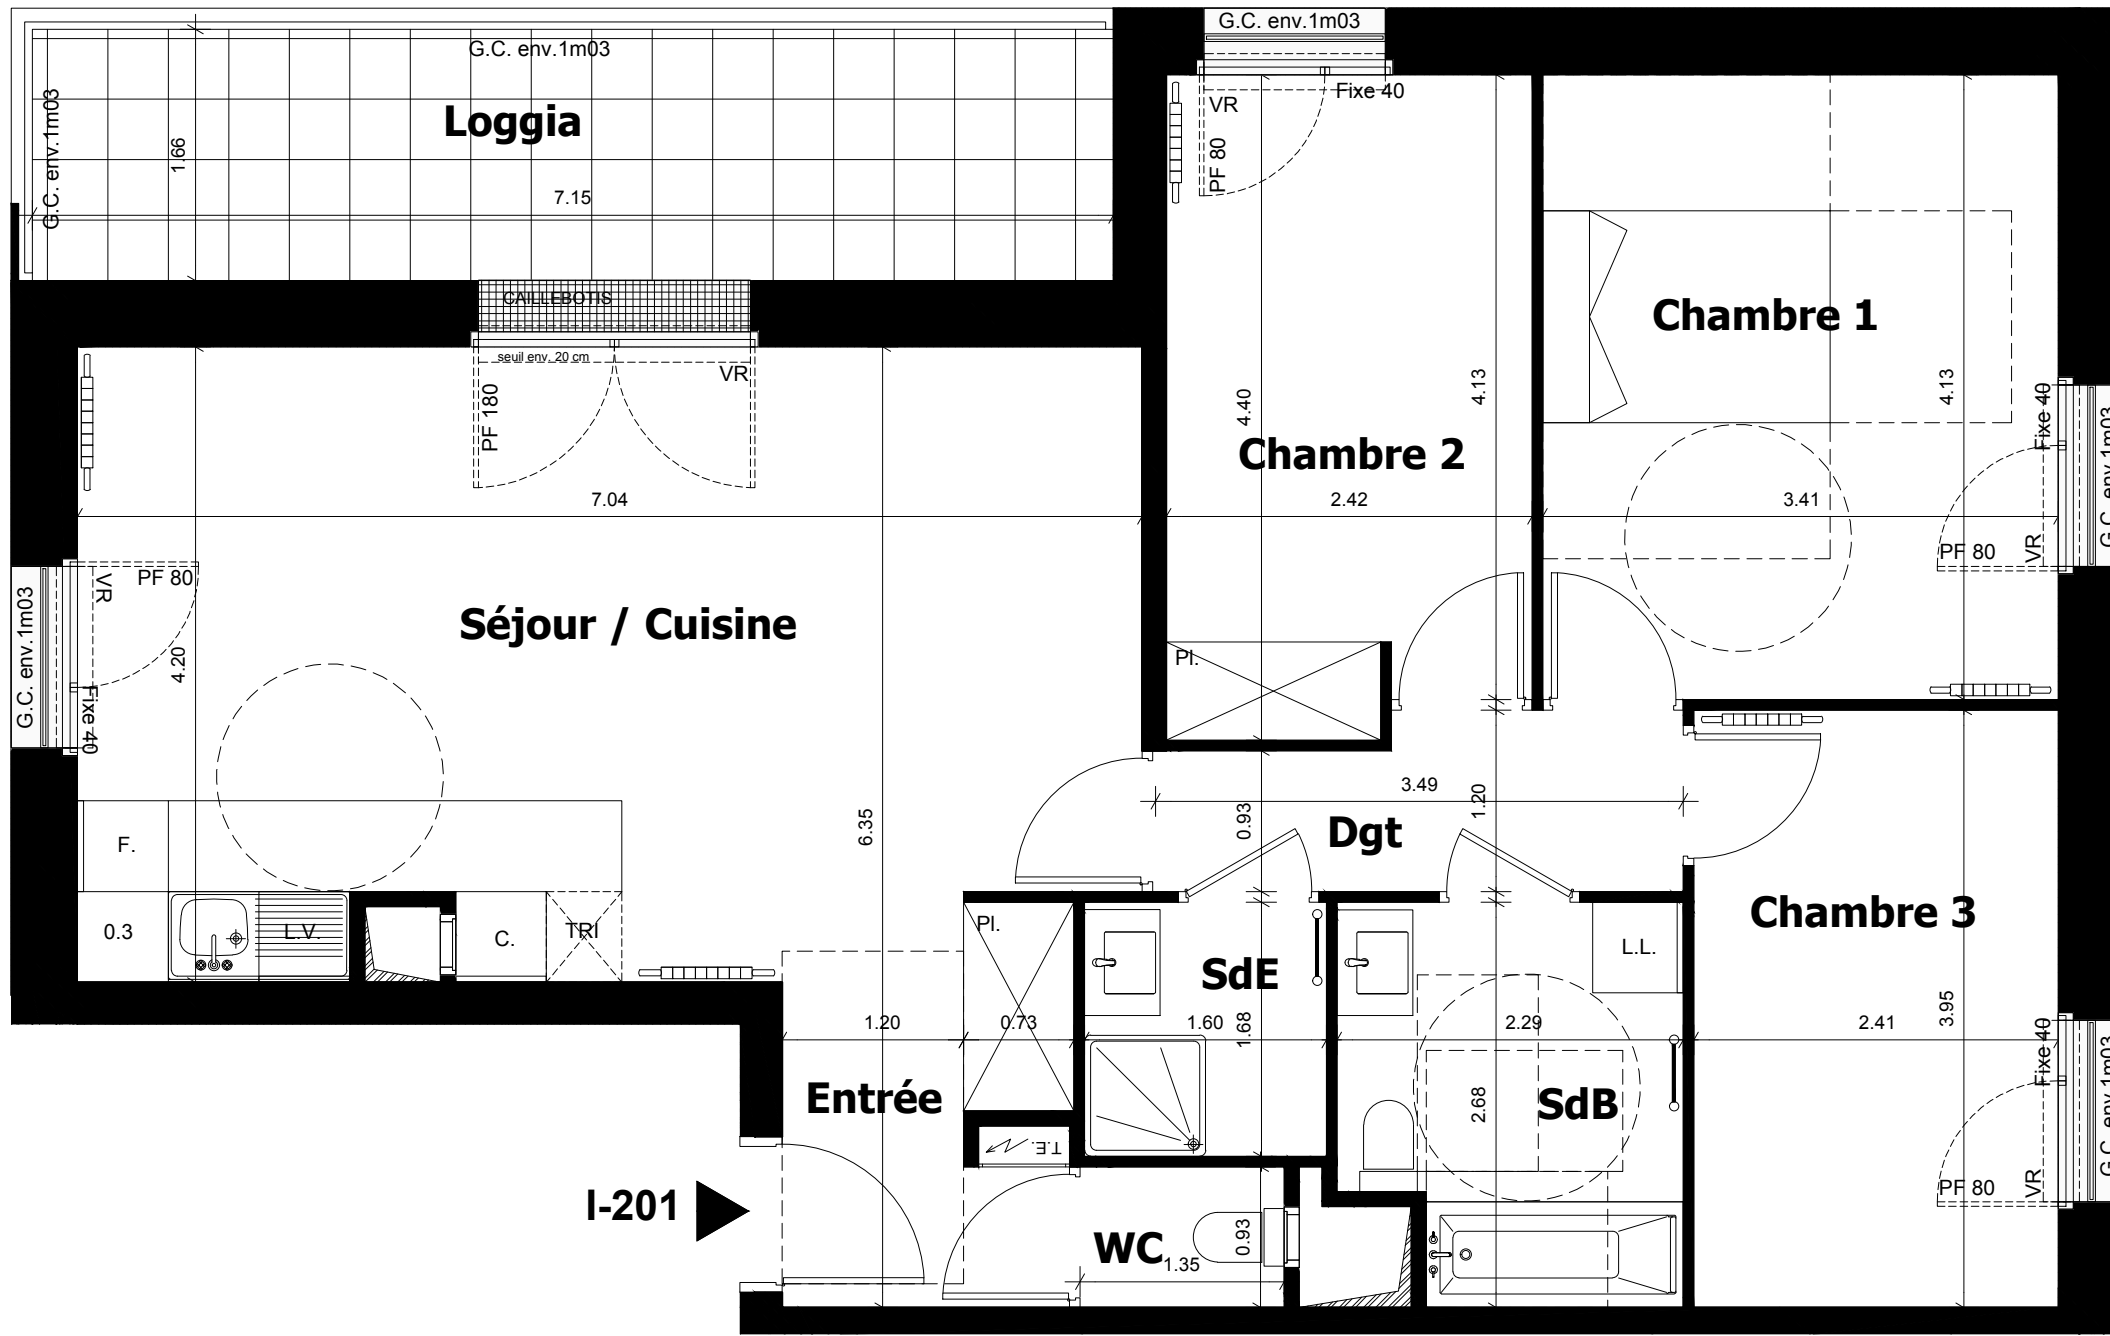 G.C. env.1m03
G.C. env.1m03
G.C. env.1m03
Loggia
1.66
7.15
CAILLEBOTIS
seuil env. 20 cm
VR
PF 180
VR
PF 80
Fixe 40
4.40
4.13
Chambre 2
2.42
Chambre 1
4.13
3.41
Fixe 40
PF 80
VR
G.C. env.1m03
7.04
G.C. env.1m03
VR
PF 80
Fixe 40
4.20
Séjour / Cuisine
6.35
Pl.
3.49
0.93
1.20
Dgt
F.
0.3
L.V.
C.
TRI
Pl.
1.20
0.73
SdE
1.60
1.68
L.L.
2.29
2.68
SdB
Chambre 3
2.41
3.95
Fixe 40
PF 80
VR
G.C. env.1m03
Entrée
T.E.
I-201
WC
1.35
0.93